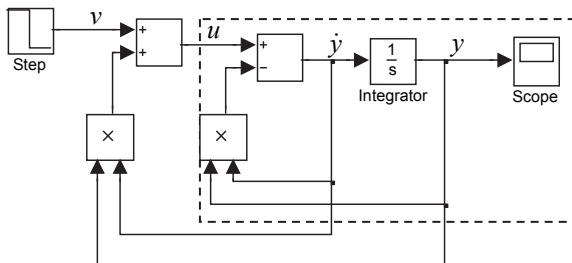 v
u
ẏ
y
+
+
+
−
1
s
Step
Integrator
Scope
×
×